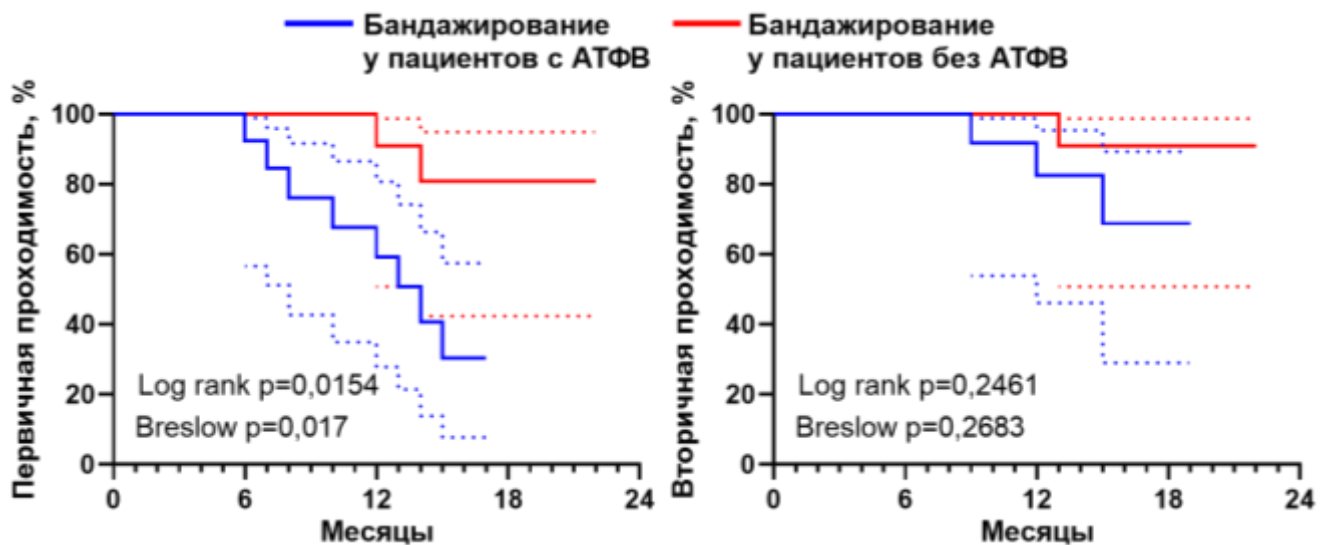 Бандажирование
у пациентов с АТФВ
Бандажирование
у пациентов без АТФВ
Первичная проходимость, %
100
80
60
40
20
0
Log rank p=0,0154
Breslow p=0,017
0 6 12 18 24
Месяцы
Вторичная проходимость, %
100
80
60
40
20
0
Log rank p=0,2461
Breslow p=0,2683
0 6 12 18 24
Месяцы